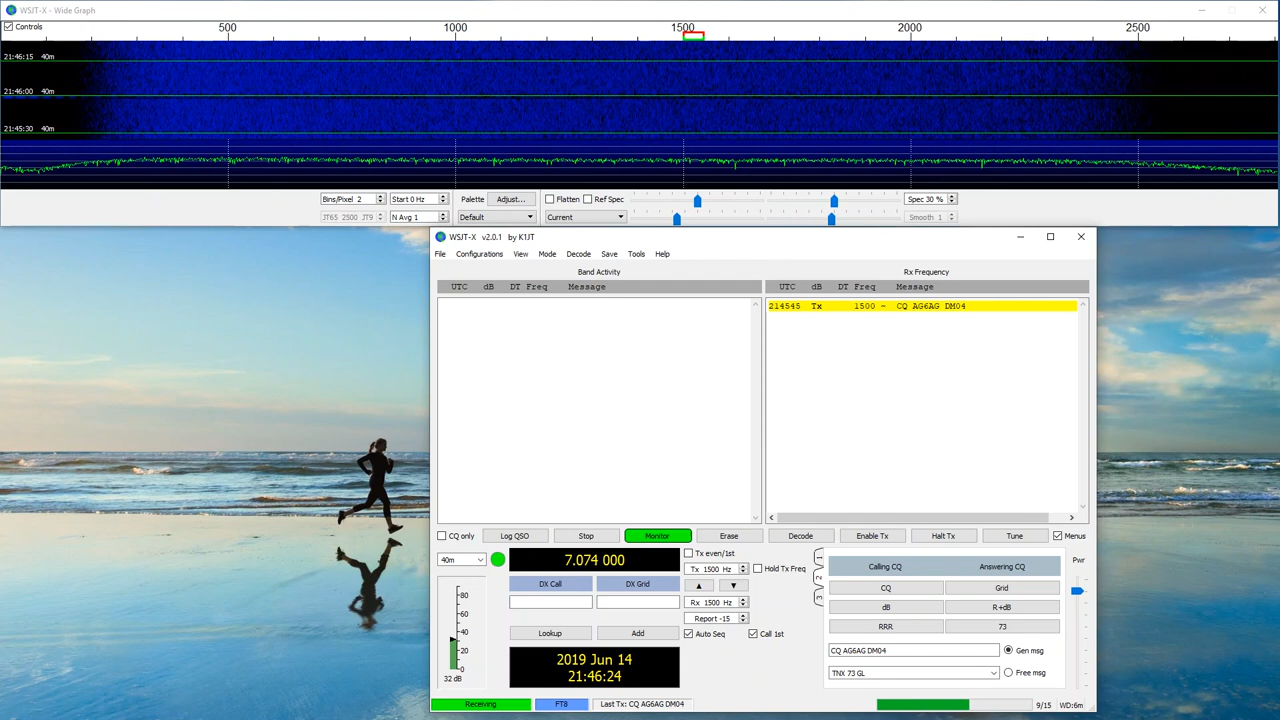 WSJT-X - Wide Graph
Controls
500 1000 1500 2000 2500
21:46:15 40m
21:46:00 40m
21:45:30 40m
Bins/Pixel 2 Start 0 Hz Palette Adjust... Flatten Ref Spec Spec 30 %
JT65 2500 JT9 N Avg 1 Default Current Smooth 1
WSJT-X v2.0.1 by K1JT
File Configurations View Mode Decode Save Tools Help
Band Activity Rx Frequency
UTC dB DT Freq Message UTC dB DT Freq Message
214545 Tx 1500 ~ CQ AG6AG DM04
CQ only Log QSO Stop Monitor Erase Decode Enable Tx Halt Tx Tune Menus
40m 7.074 000 Tx even/1st
Tx 1500 Hz Hold Tx Freq
DX Call DX Grid
Rx 1500 Hz
Report -15
Lookup Add Auto Seq Call 1st
2019 Jun 14
21:46:24
80
60
40
20
0
32 dB
1
2
3
Calling CQ Answering CQ Pwr
CQ Grid
dB R+dB
RRR 73
CQ AG6AG DM04 Gen msg
TNX 73 GL Free msg
Receiving FT8 Last Tx: CQ AG6AG DM04 9/15 WD:6m